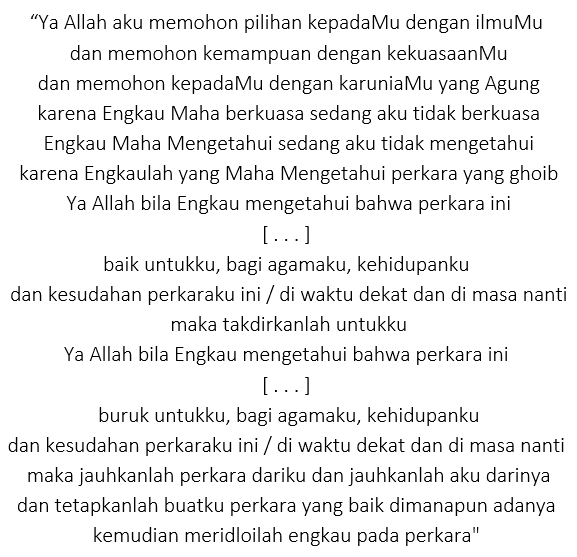 “Ya Allah aku memohon pilihan kepadaMu dengan ilmuMu
dan memohon kemampuan dengan kekuasaanMu
dan memohon kepadaMu dengan karuniaMu yang Agung
karena Engkau Maha berkuasa sedang aku tidak berkuasa
Engkau Maha Mengetahui sedang aku tidak mengetahui
karena Engkaulah yang Maha Mengetahui perkara yang ghoib
Ya Allah bila Engkau mengetahui bahwa perkara ini
[ . . . ]
baik untukku, bagi agamaku, kehidupanku
dan kesudahan perkaraku ini / di waktu dekat dan di masa nanti
maka takdirkanlah untukku
Ya Allah bila Engkau mengetahui bahwa perkara ini
[ . . . ]
buruk untukku, bagi agamaku, kehidupanku
dan kesudahan perkaraku ini / di waktu dekat dan di masa nanti
maka jauhkanlah perkara dariku dan jauhkanlah aku darinya
dan tetapkanlah buatku perkara yang baik dimanapun adanya
kemudian meridloilah engkau pada perkara"